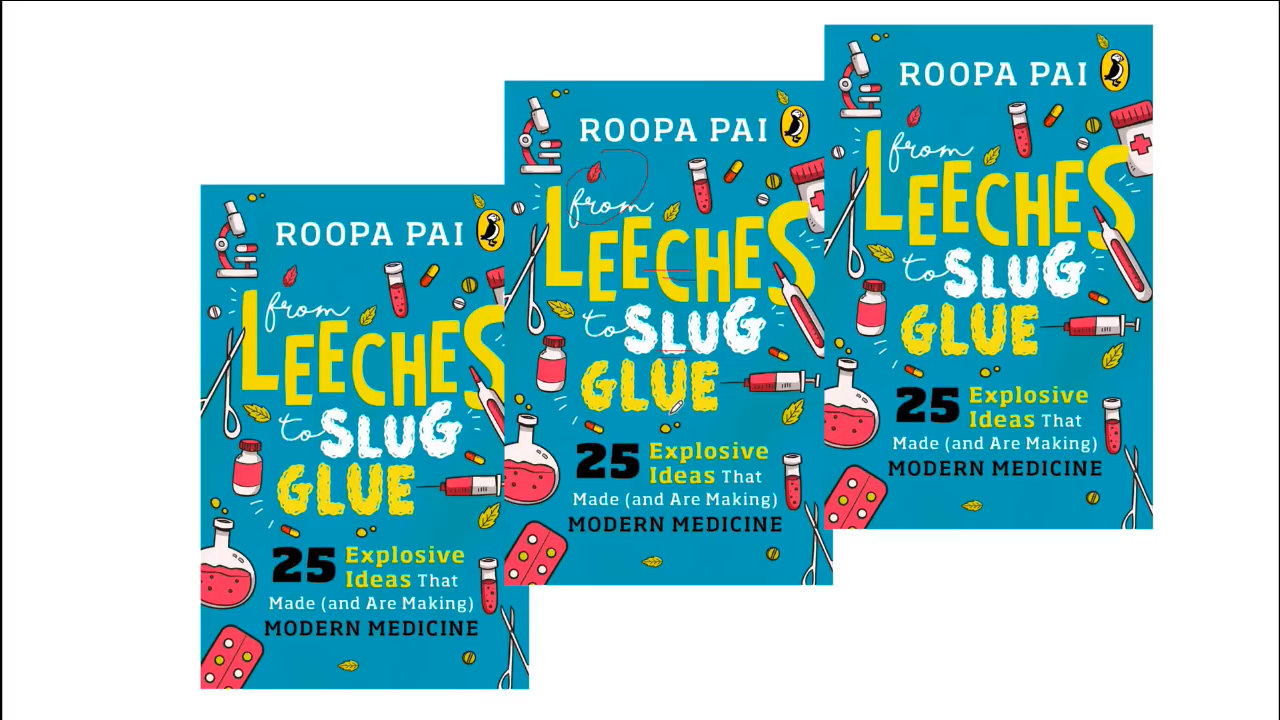 ROOPA PAI
from
LEECHES
to SLUG
GLUE
25 Explosive
Ideas That
Made (and Are Making)
MODERN MEDICINE
ROOPA PAI
from
LEECHES
to SLUG
GLUE
25 Explosive
Ideas That
Made (and Are Making)
MODERN MEDICINE
ROOPA PAI
from
LEECHES
to SLUG
GLUE
25 Explosive
Ideas That
Made (and Are Making)
MODERN MEDICINE